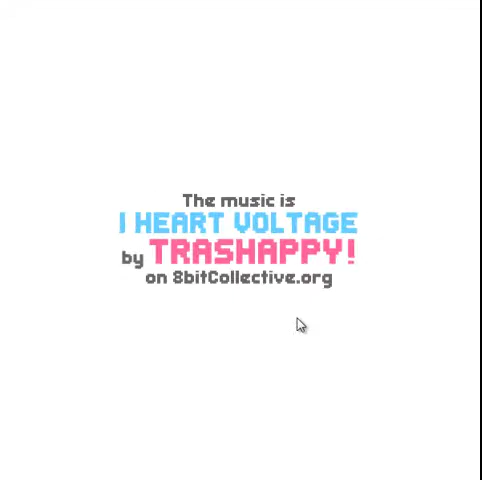 The music is
I HEART VOLTAGE
by TRASHAPPY!
on 8bitCollective.org